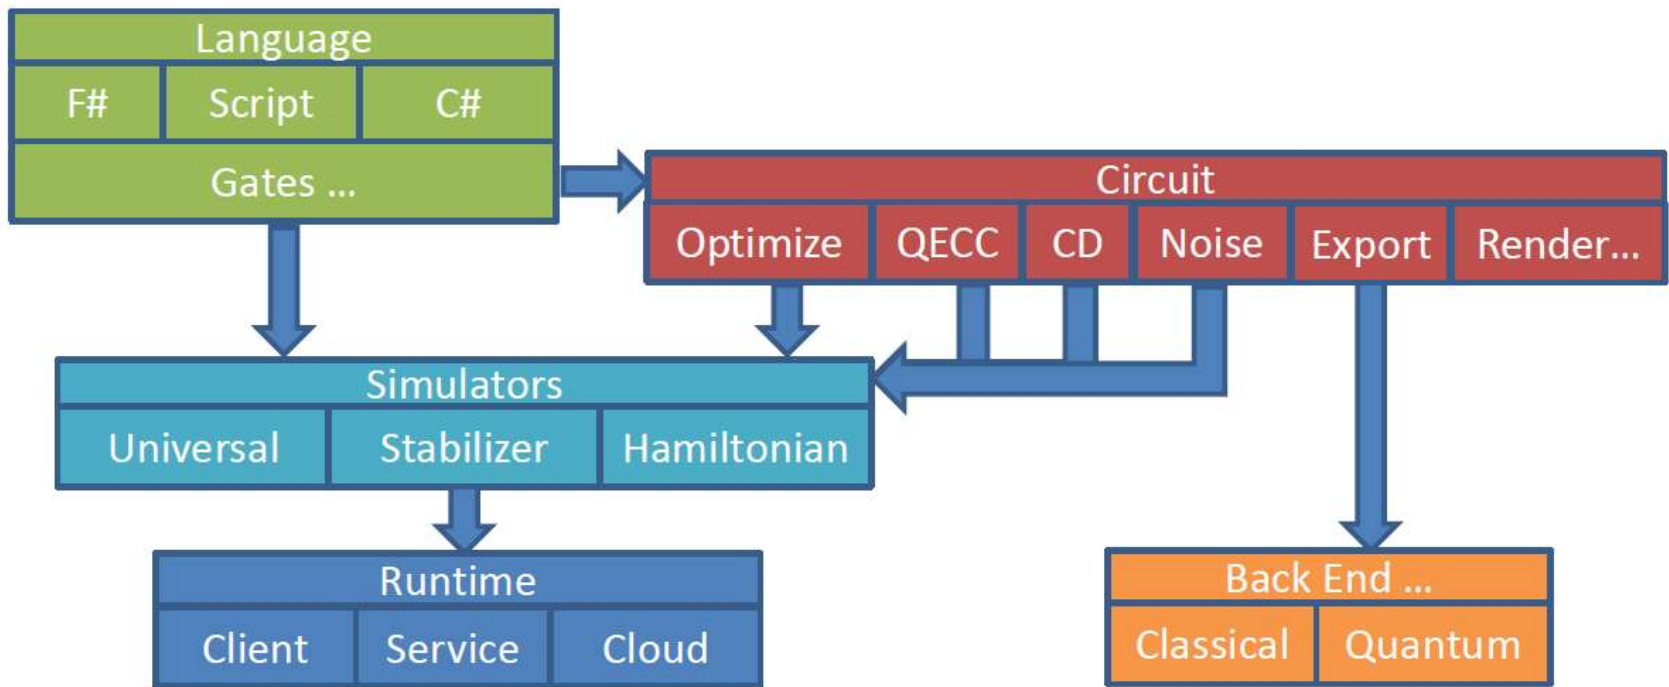 Language
F# Script C#
Gates ...
Circuit
Optimize QECC CD Noise Export Render...
Simulators
Universal Stabilizer Hamiltonian
Runtime
Client Service Cloud
Back End ...
Classical Quantum